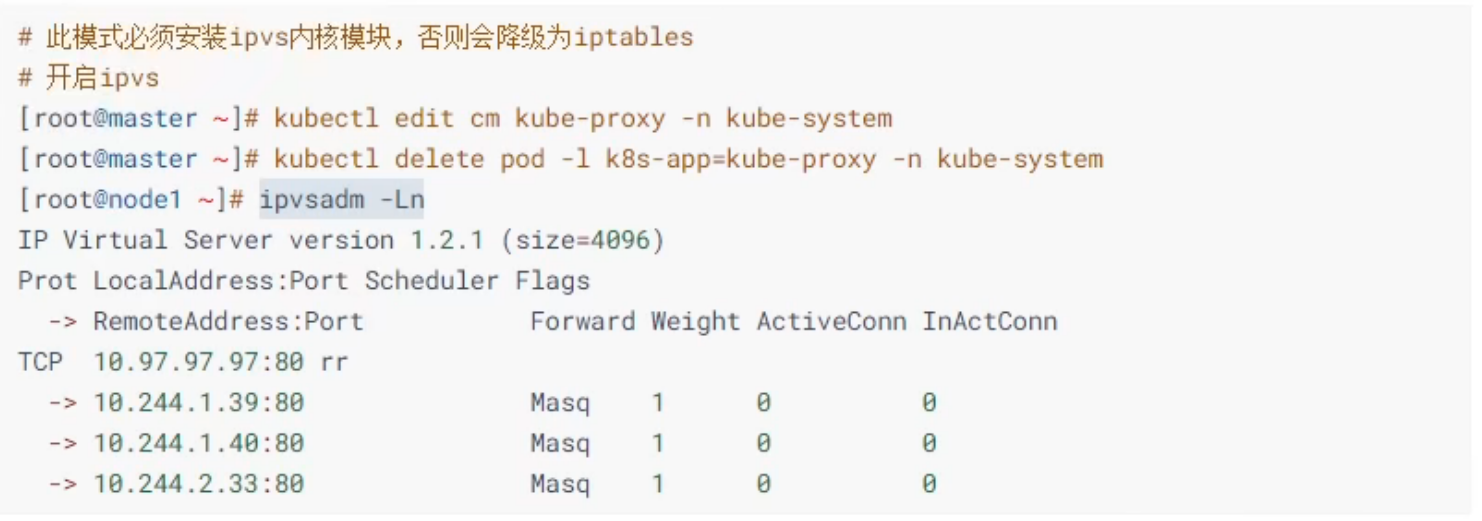 # 此模式必须安装ipvs内核模块，否则会降级为iptables
# 开启ipvs
[root@master ~]# kubectl edit cm kube-proxy -n kube-system
[root@master ~]# kubectl delete pod -l k8s-app=kube-proxy -n kube-system
[root@node1 ~]# ipvsadm -Ln
IP Virtual Server version 1.2.1 (size=4096)
Prot LocalAddress:Port Scheduler Flags
  -> RemoteAddress:Port           Forward Weight ActiveConn InActConn
TCP  10.97.97.97:80 rr
  -> 10.244.1.39:80               Masq    1      0          0
  -> 10.244.1.40:80               Masq    1      0          0
  -> 10.244.2.33:80               Masq    1      0          0